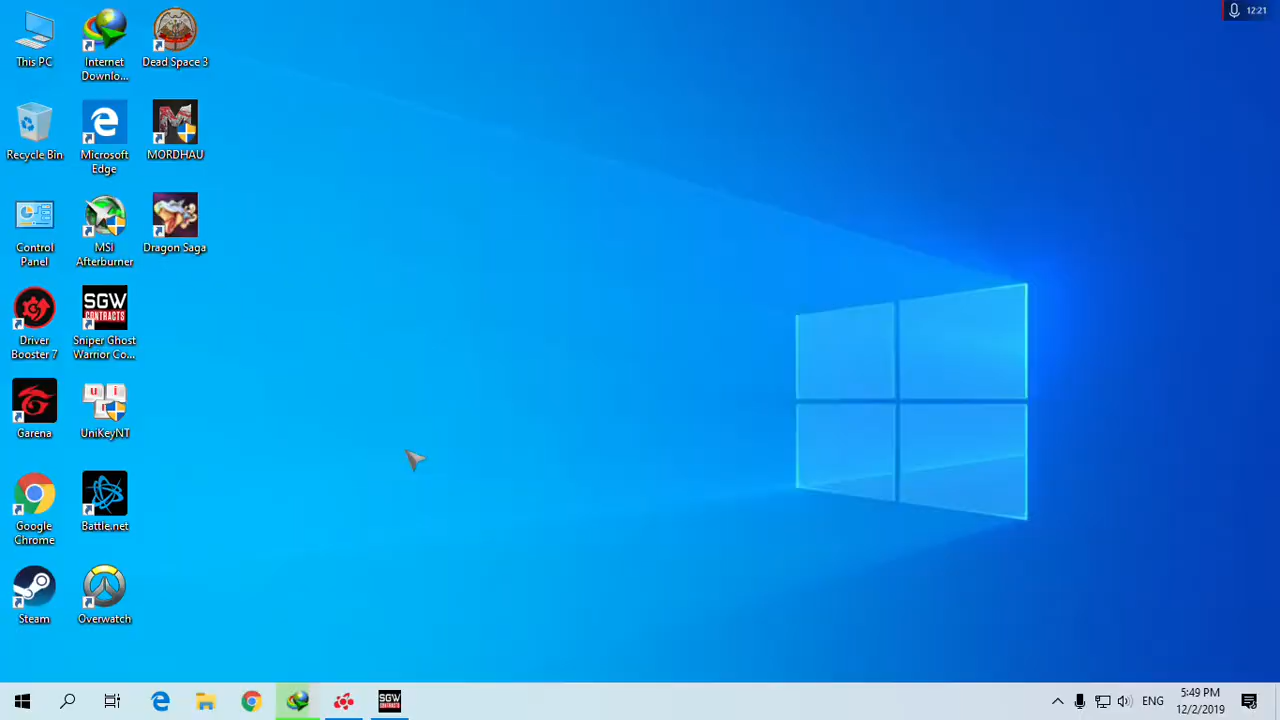 This PC
Internet
Downlo...
Dead Space 3
Recycle Bin
Microsoft
Edge
M
MORDHAU
Control
Panel
MSI
Afterburner
Dragon Saga
Driver
Booster 7
SGW
CONTRACTS
Sniper Ghost
Warrior Co...
Garena
u i
UniKeyNT
Google
Chrome
Battle.net
Steam
Overwatch
12:21
SGW
CONTRACTS
ENG
5:49 PM
12/2/2019